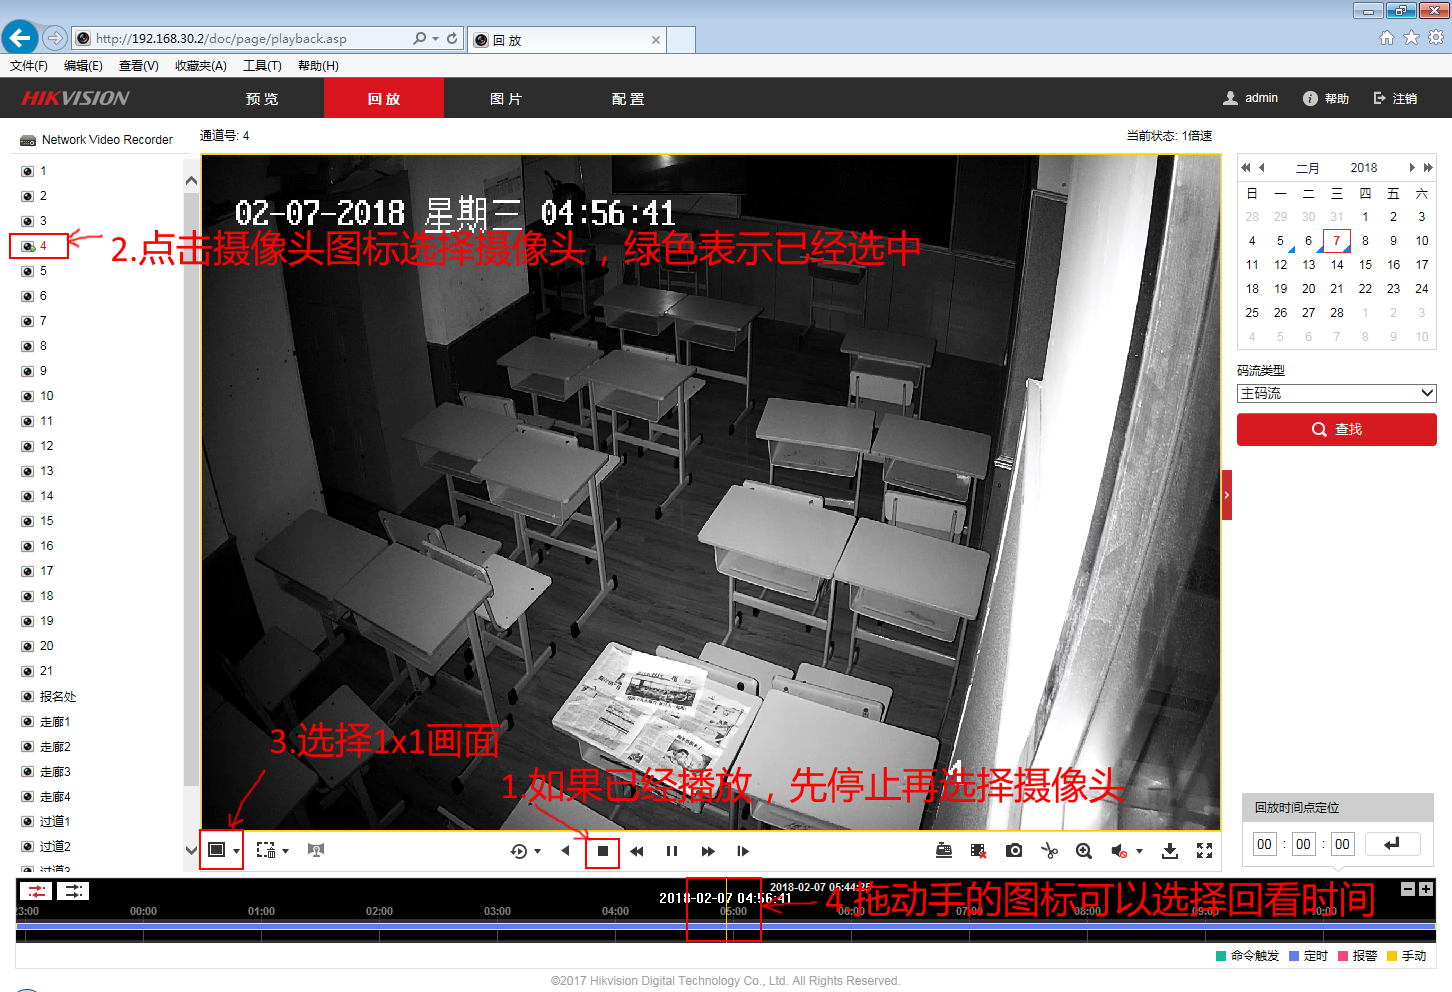 http://192.168.30.2/doc/page/playback.asp
回 放
文件(F) 编辑(E) 查看(V) 收藏夹(A) 工具(T) 帮助(H)
HIKVISION 预 览 回 放 图 片 配 置 admin 帮助 注销
Network Video Recorder
通道号: 4
当前状态: 1倍速
1
2
3
4
5
6
7
8
9
10
11
12
13
14
15
16
17
18
19
20
21
报名处
走廊1
走廊2
走廊3
走廊4
过道1
过道2
过道3
02-07-2018 星期三 04:56:41
2.点击摄像头图标选择摄像头，绿色表示已经选中
3.选择1x1画面
1.如果已经播放，先停止再选择摄像头
二月 2018
日 一 二 三 四 五 六
28 29 30 31 1 2 3
4 5 6 7 8 9 10
11 12 13 14 15 16 17
18 19 20 21 22 23 24
25 26 27 28 1 2 3
4 5 6 7 8 9 10
码流类型
主码流
查找
回放时间点定位
00 : 00 : 00
2018-02-07 05:44:25
2018-02-07 04:56:41
4.拖动手的图标可以选择回看时间
23:00 00:00 01:00 02:00 03:00 04:00 05:00 06:00 07:00 08:00 09:00 10:00
命令触发 定时 报警 手动
©2017 Hikvision Digital Technology Co., Ltd. All Rights Reserved.